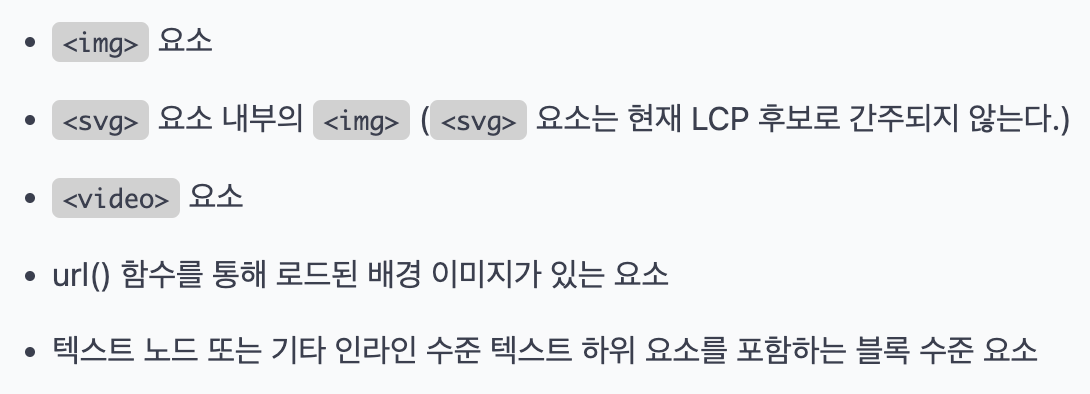 • <img> 요소
• <svg> 요소 내부의 <img> (<svg> 요소는 현재 LCP 후보로 간주되지 않는다.)
• <video> 요소
• url() 함수를 통해 로드된 배경 이미지가 있는 요소
• 텍스트 노드 또는 기타 인라인 수준 텍스트 하위 요소를 포함하는 블록 수준 요소